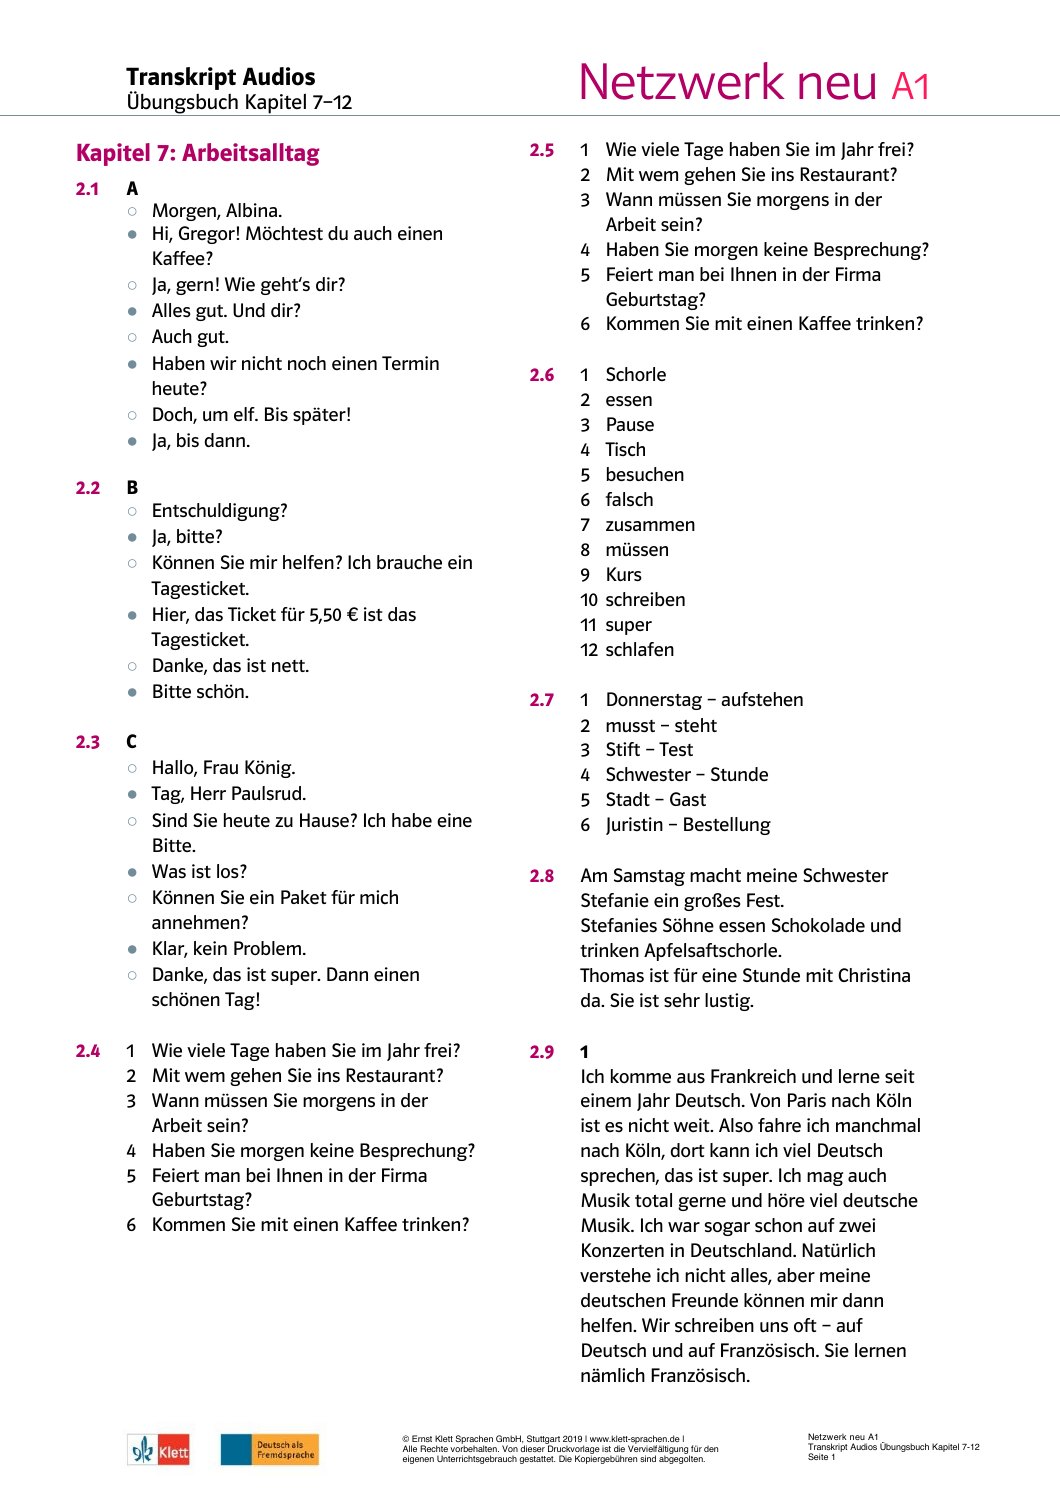 Transkript Audios
Übungsbuch Kapitel 7–12
Netzwerk neu A1
Kapitel 7: Arbeitsalltag
2.1 A
○ Morgen, Albina.
● Hi, Gregor! Möchtest du auch einen
Kaffee?
○ Ja, gern! Wie geht‘s dir?
● Alles gut. Und dir?
○ Auch gut.
● Haben wir nicht noch einen Termin
heute?
○ Doch, um elf. Bis später!
● Ja, bis dann.
2.2 B
○ Entschuldigung?
● Ja, bitte?
○ Können Sie mir helfen? Ich brauche ein
Tagesticket.
● Hier, das Ticket für 5,50 € ist das
Tagesticket.
○ Danke, das ist nett.
● Bitte schön.
2.3 C
○ Hallo, Frau König.
● Tag, Herr Paulsrud.
○ Sind Sie heute zu Hause? Ich habe eine
Bitte.
● Was ist los?
○ Können Sie ein Paket für mich
annehmen?
● Klar, kein Problem.
○ Danke, das ist super. Dann einen
schönen Tag!
2.4 1 Wie viele Tage haben Sie im Jahr frei?
2 Mit wem gehen Sie ins Restaurant?
3 Wann müssen Sie morgens in der
Arbeit sein?
4 Haben Sie morgen keine Besprechung?
5 Feiert man bei Ihnen in der Firma
Geburtstag?
6 Kommen Sie mit einen Kaffee trinken?
2.5 1 Wie viele Tage haben Sie im Jahr frei?
2 Mit wem gehen Sie ins Restaurant?
3 Wann müssen Sie morgens in der
Arbeit sein?
4 Haben Sie morgen keine Besprechung?
5 Feiert man bei Ihnen in der Firma
Geburtstag?
6 Kommen Sie mit einen Kaffee trinken?
2.6 1 Schorle
2 essen
3 Pause
4 Tisch
5 besuchen
6 falsch
7 zusammen
8 müssen
9 Kurs
10 schreiben
11 super
12 schlafen
2.7 1 Donnerstag – aufstehen
2 musst – steht
3 Stift – Test
4 Schwester – Stunde
5 Stadt – Gast
6 Juristin – Bestellung
2.8 Am Samstag macht meine Schwester
Stefanie ein großes Fest.
Stefanies Söhne essen Schokolade und
trinken Apfelsaftschorle.
Thomas ist für eine Stunde mit Christina
da. Sie ist sehr lustig.
2.9 1
Ich komme aus Frankreich und lerne seit
einem Jahr Deutsch. Von Paris nach Köln
ist es nicht weit. Also fahre ich manchmal
nach Köln, dort kann ich viel Deutsch
sprechen, das ist super. Ich mag auch
Musik total gerne und höre viel deutsche
Musik. Ich war sogar schon auf zwei
Konzerten in Deutschland. Natürlich
verstehe ich nicht alles, aber meine
deutschen Freunde können mir dann
helfen. Wir schreiben uns oft – auf
Deutsch und auf Französisch. Sie lernen
nämlich Französisch.
Klett
Deutsch als
Fremdsprache
© Ernst Klett Sprachen GmbH, Stuttgart 2019 | www.klett-sprachen.de |
Alle Rechte vorbehalten. Von dieser Druckvorlage ist die Vervielfältigung für den
eigenen Unterrichtsgebrauch gestattet. Die Kopiergebühren sind abgegolten.
Netzwerk neu A1
Transkript Audios Übungsbuch Kapitel 7-12
Seite 1